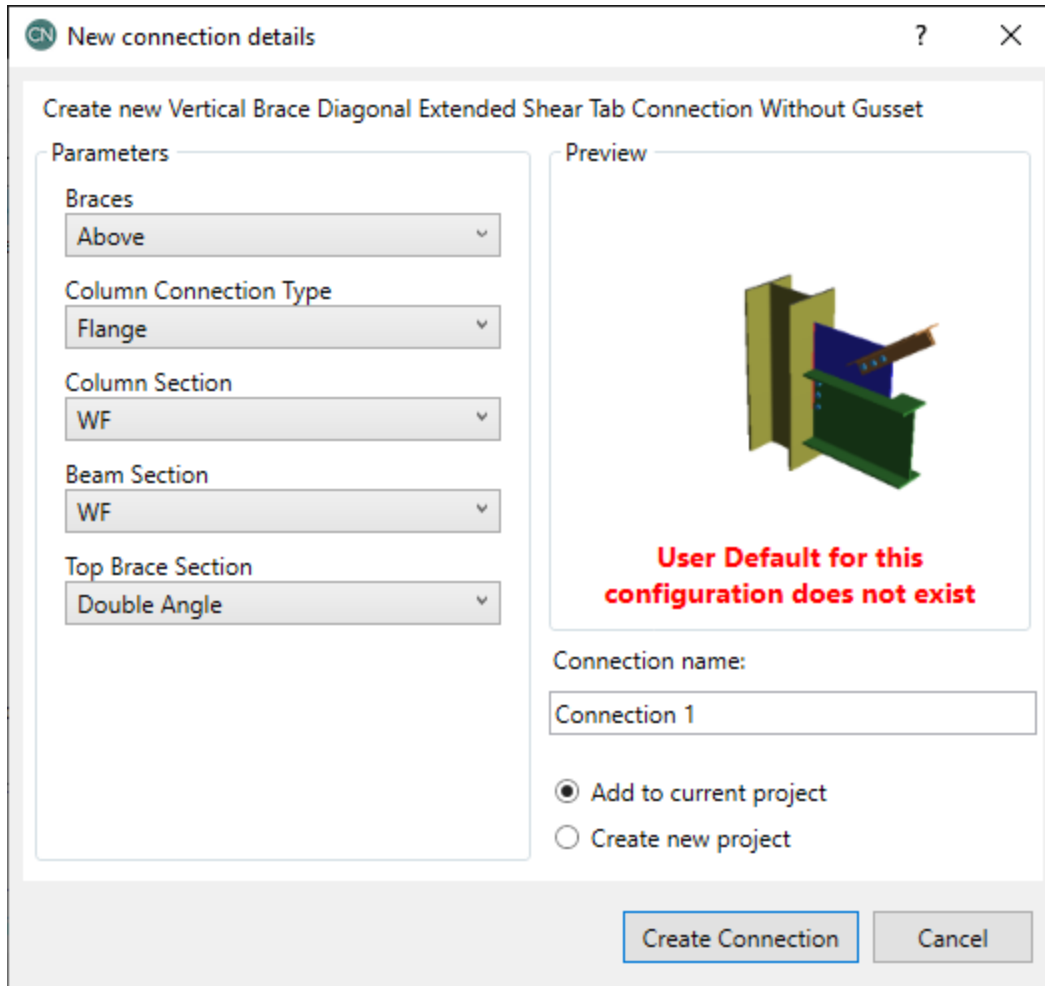 CN New connection details ?
Create new Vertical Brace Diagonal Extended Shear Tab Connection Without Gusset
Parameters
Braces
Above
Column Connection Type
Flange
Column Section
WF
Beam Section
WF
Top Brace Section
Double Angle
Preview
User Default for this
configuration does not exist
Connection name:
Connection 1
Add to current project
Create new project
Create Connection
Cancel